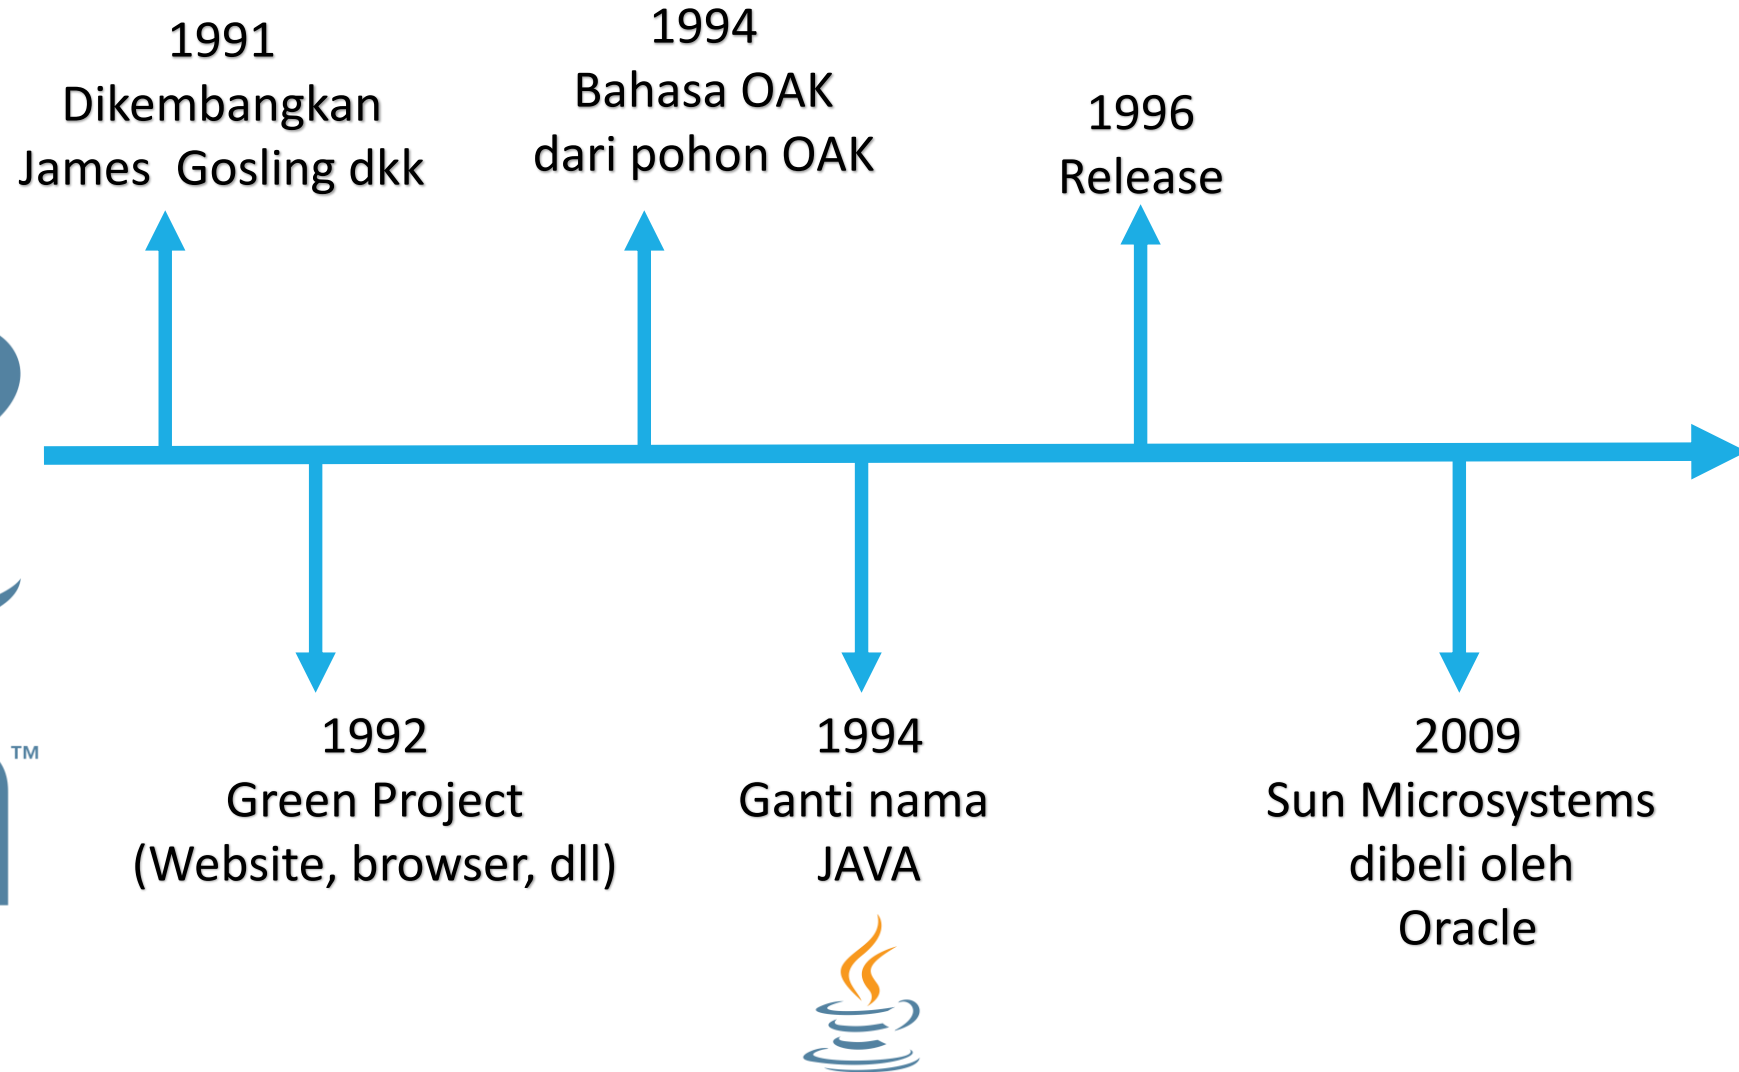 1991
Dikembangkan
James  Gosling dkk
1992
Green Project
(Website, browser, dll)
1994
Bahasa OAK
dari pohon OAK
1994
Ganti nama
JAVA
1996
Release
2009
Sun Microsystems
dibeli oleh
Oracle
TM